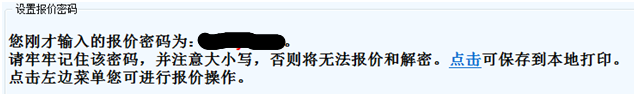 设置报价密码
您刚才输入的报价密码为：。
请牢牢记住该密码，并注意大小写，否则将无法报价和解密。点击可保存到本地打印。
点击左边菜单您可进行报价操作。